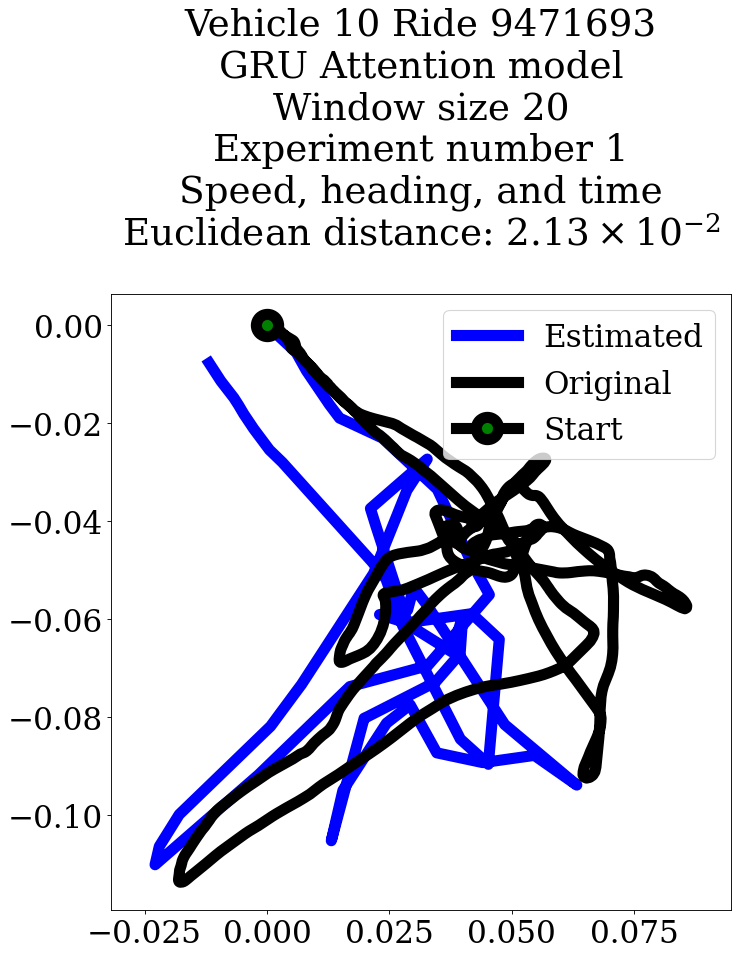 Vehicle 10 Ride 9471693
GRU Attention model
Window size 20
Experiment number 1
Speed, heading, and time
Euclidean distance: 2.13 × 10⁻²
Estimated
Original
Start
0.00
−0.02
−0.04
−0.06
−0.08
−0.10
−0.025 0.000 0.025 0.050 0.075